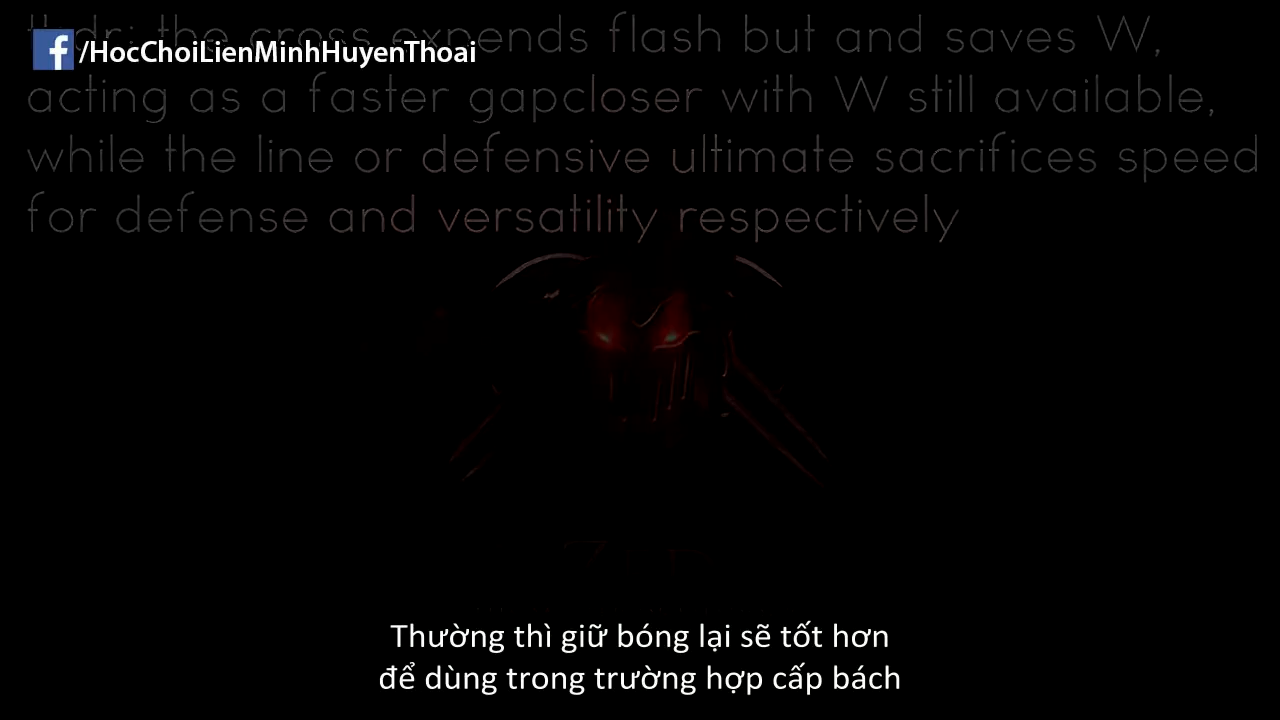 tldr: the cross expends flash but and saves W,
/HocChoiLienMinhHuyenThoai
acting as a faster gapcloser with W still available,
while the line or defensive ultimate sacrifices speed
for defense and versatility respectively
Thường thì giữ bóng lại sẽ tốt hơn
để dùng trong trường hợp cấp bách